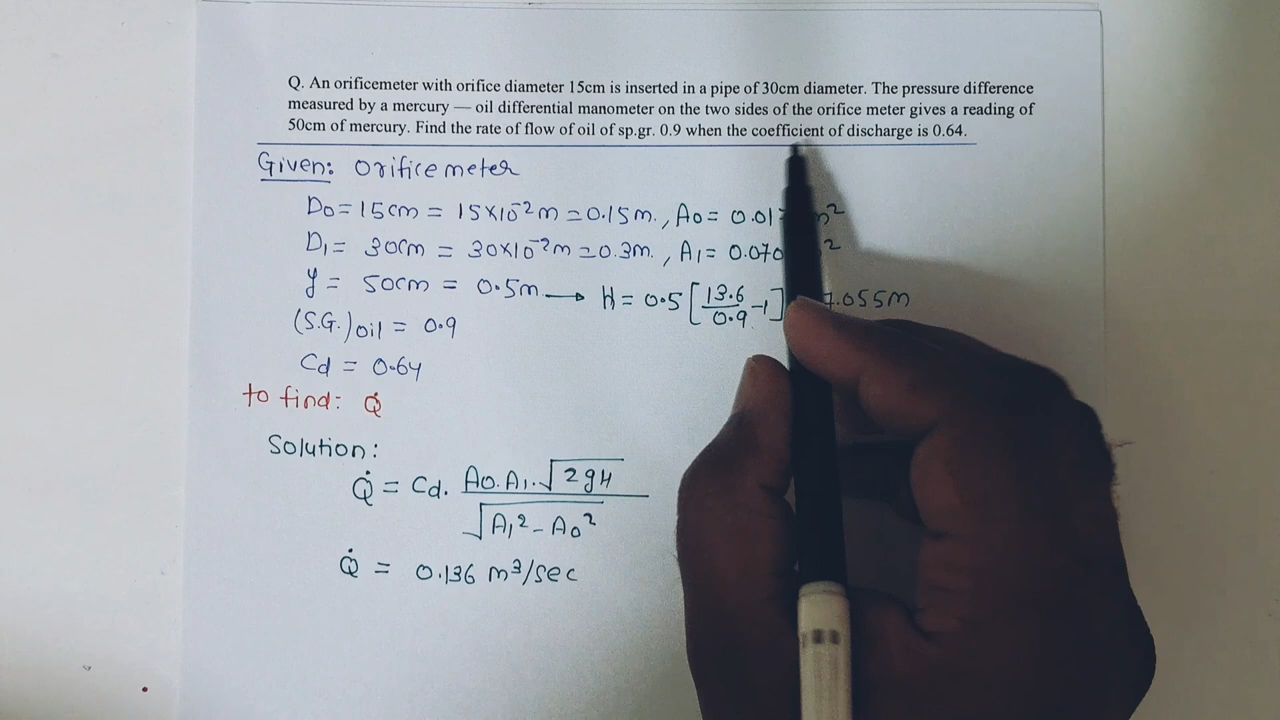 Q. An orificemeter with orifice diameter 15cm is inserted in a pipe of 30cm diameter. The pressure difference
measured by a mercury — oil differential manometer on the two sides of the orifice meter gives a reading of
50cm of mercury. Find the rate of flow of oil of sp.gr. 0.9 when the coefficient of discharge is 0.64.
Given: Orifice meter
D₀ = 15cm = 15×10⁻²m = 0.15m., A₀ = 0.01 m²
D₁ = 30cm = 30×10⁻²m = 0.3m., A₁ = 0.070 ²
y = 50cm = 0.5m → H = 0.5 [13.6/0.9 - 1] 7.055m
(S.G.)oil = 0.9
Cd = 0.64
to find: Q̇
Solution:
Q̇ = Cd. A₀.A₁.√2gH / √A₁² - A₀²
Q̇ = 0.136 m³/sec